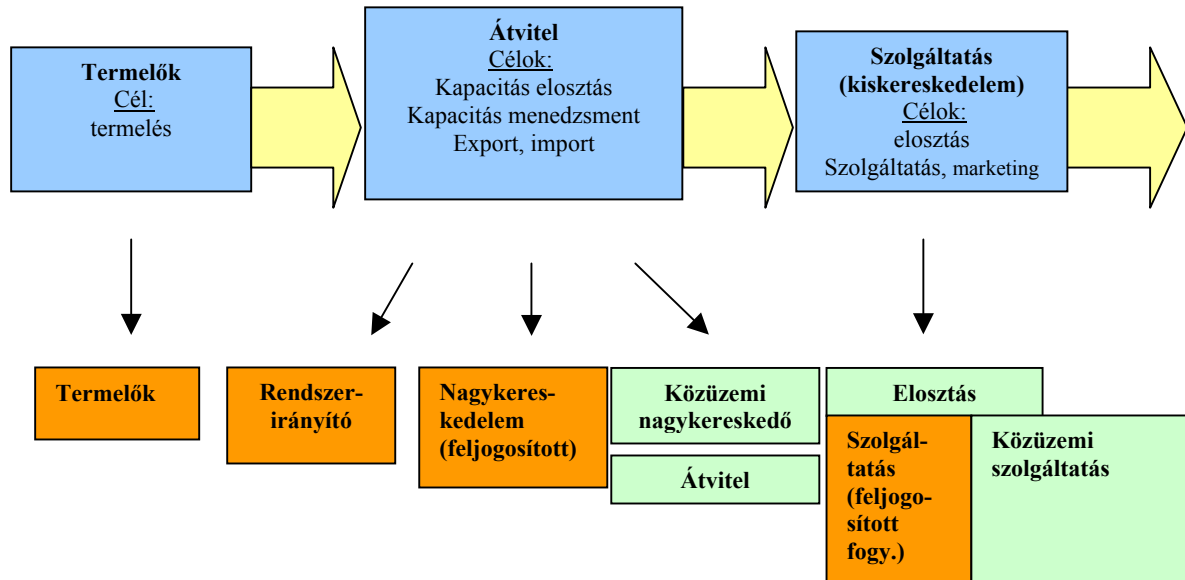 Termelők
Cél:
termelés
Átvitel
Célok:
Kapacitás elosztás
Kapacitás menedzsment
Export, import
Szolgáltatás
(kiskereskedelem)
Célok:
elosztás
Szolgáltatás, marketing
Termelők
Rendszer-
irányító
Nagykeres-
kedelem
(feljogosított)
Közüzemi
nagykereskedő
Átvitel
Elosztás
Szolgál-
tatás
(feljogo-
sított
fogy.)
Közüzemi
szolgáltatás